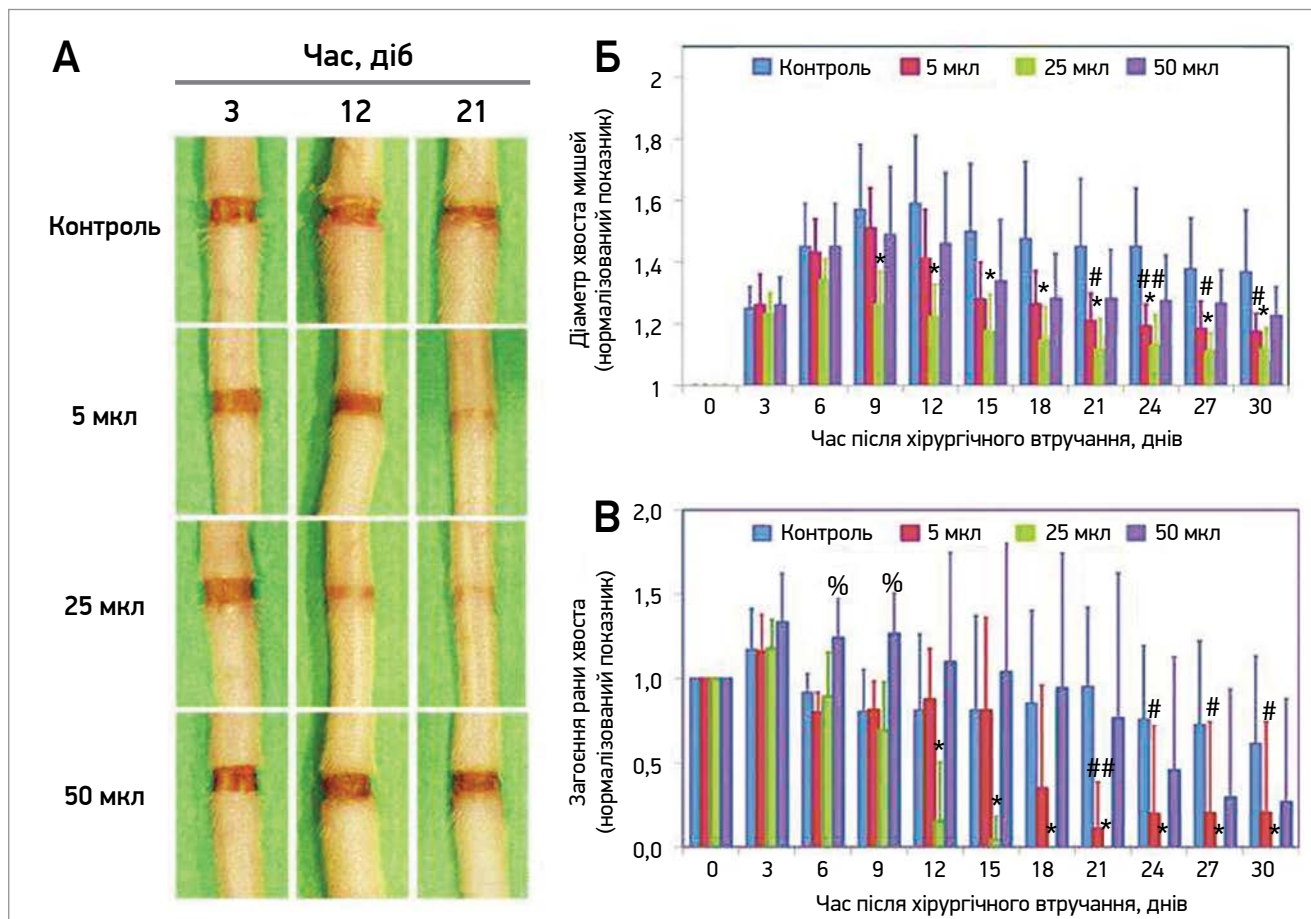 А
Час, діб
3 12 21
Контроль
5 мкл
25 мкл
50 мкл
Б
Контроль 5 мкл 25 мкл 50 мкл
Діаметр хвоста мишей
(нормалізований показник)
2
1,8
1,6
1,4
1,2
1
* * * * # * ## * # * # *
0 3 6 9 12 15 18 21 24 27 30
Час після хірургічного втручання, днів
В
Контроль 5 мкл 25 мкл 50 мкл
Загоєння рани хвоста
(нормалізований показник)
2,0
1,5
1,0
0,5
0,0
% % * * * ## * # * # * # *
0 3 6 9 12 15 18 21 24 27 30
Час після хірургічного втручання, днів